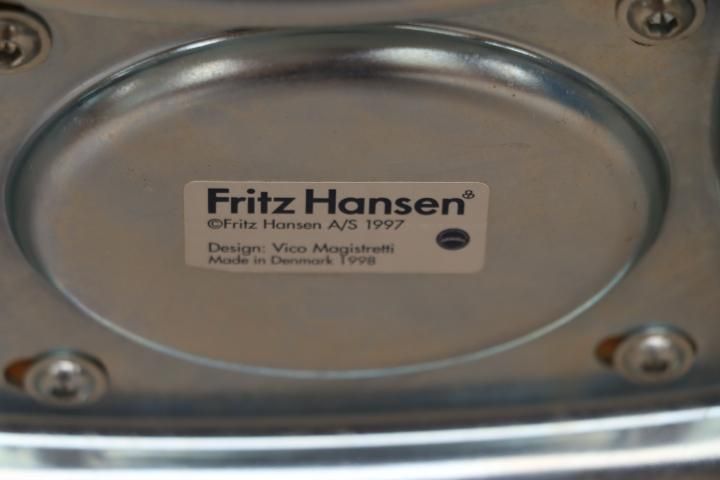 Fritz Hansen
©Fritz Hansen A/S 1997
Design: Vico Magistretti
Made in Denmark 1998